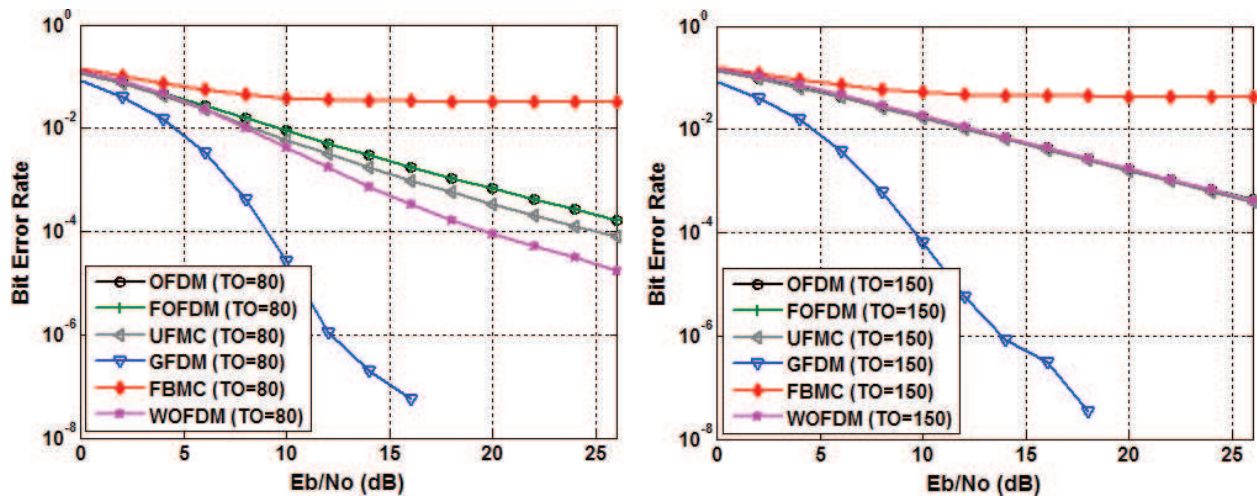 10^0
10^-2
10^-4
10^-6
10^-8
Bit Error Rate
OFDM (TO=80)
FOFDM (TO=80)
UFMC (TO=80)
GFDM (TO=80)
FBMC (TO=80)
WOFDM (TO=80)
0 5 10 15 20 25
Eb/No (dB)
10^0
10^-2
10^-4
10^-6
10^-8
Bit Error Rate
OFDM (TO=150)
FOFDM (TO=150)
UFMC (TO=150)
GFDM (TO=150)
FBMC (TO=150)
WOFDM (TO=150)
0 5 10 15 20 25
Eb/No (dB)